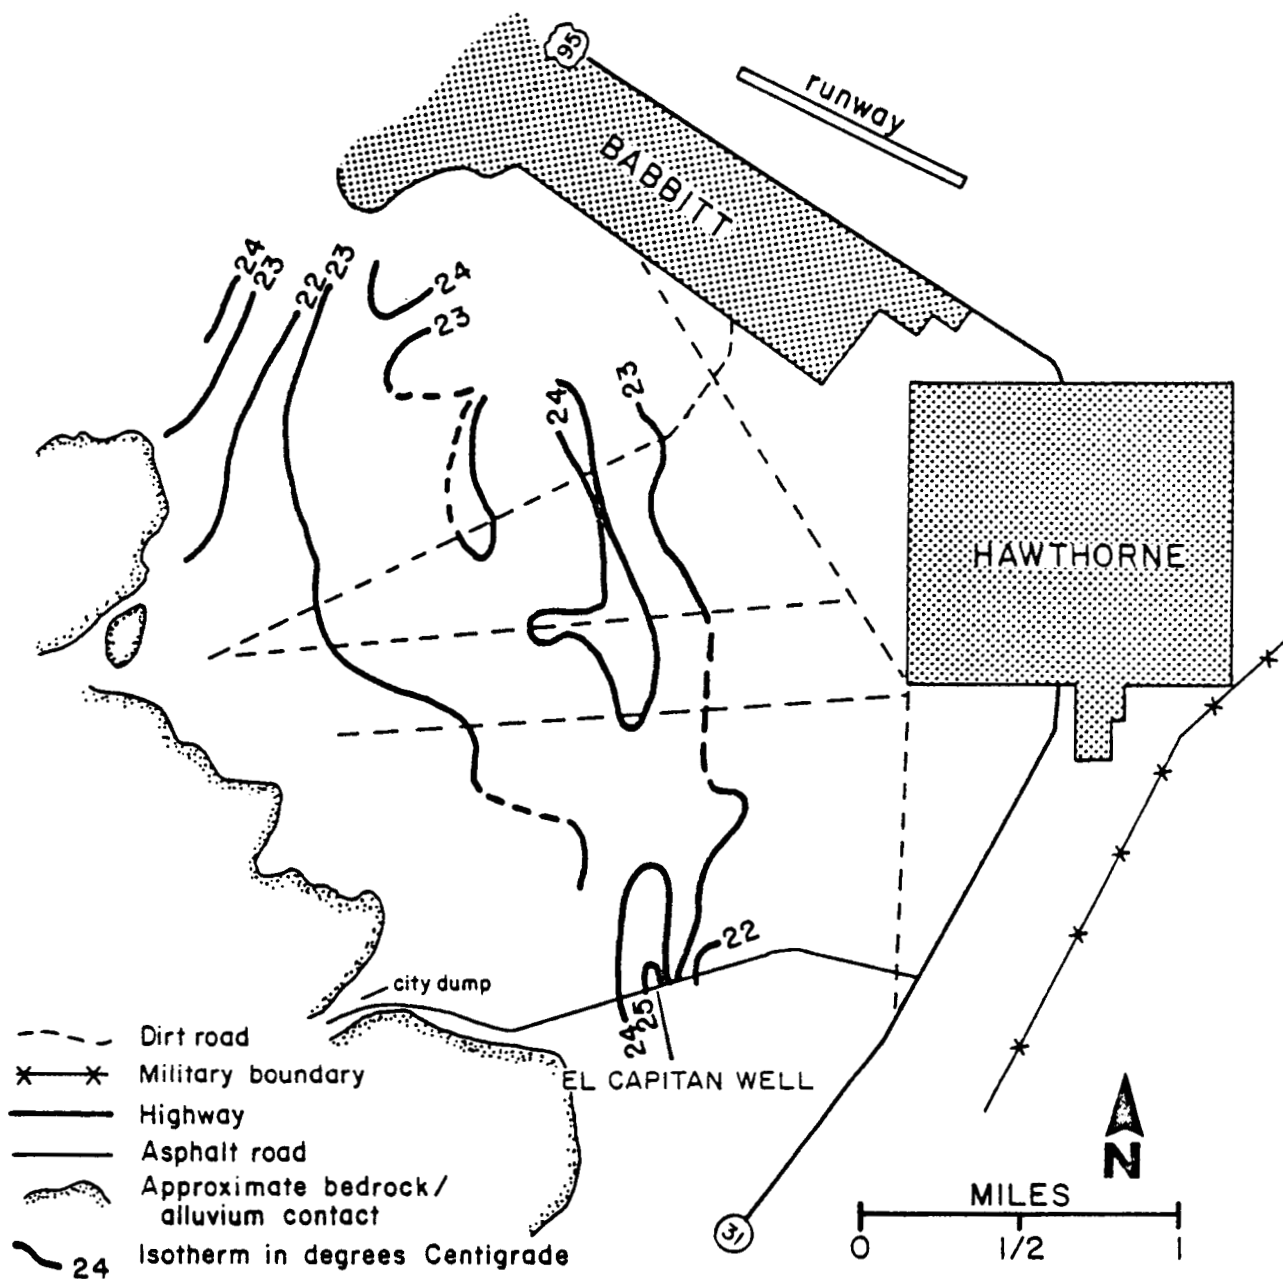 95
runway
BABBITT
24
23
22
23
24
23
24
23
HAWTHORNE
22
city dump
24
25
EL CAPITAN WELL
31
Dirt road
Military boundary
Highway
Asphalt road
Approximate bedrock/
alluvium contact
24
Isotherm in degrees Centigrade
N
MILES
0
1/2
1